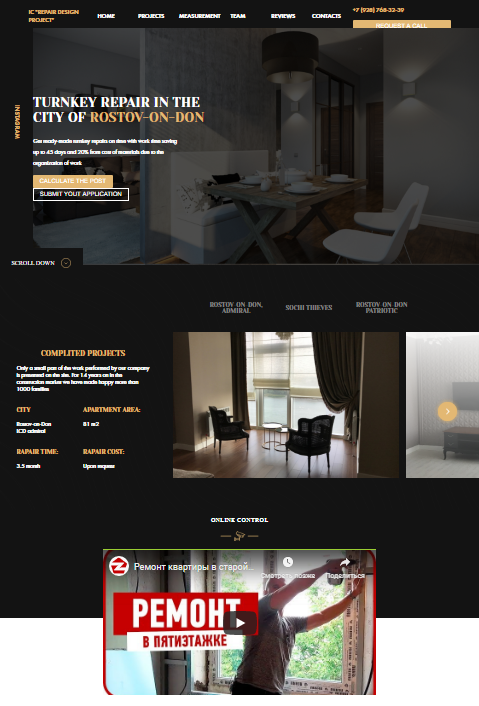 IC "REPAIR DESIGN
PROJECT"
HOME
PROJECTS
MEASUREMENT
TEAM
REVIEWS
CONTACTS
+7 (928) 768-32-39
REQUEST A CALL
INSTAGRAM
TURNKEY REPAIR IN THE
CITY OF ROSTOV-ON-DON
Get ready-made turnkey repairs on time with work time saving
up to 45 days and 20% from cost of materials due to the
organization of work
CALCULATE THE POST
SUBMIT YOUT APPLICATION
SCROLL DOWN
ROSTOV-ON-DON,
ADMIRAL
SOCHI THIEVES
ROSTOV-ON-DON
PATRIOTIC
COMPLITED PROJECTS
Only a small part of the work performed by our company
is presented on the site. For 14 years on in the
construction market we have made happy more than
1000 families
CITY
Rostov-on-Don
LCD admiral
APARTMENT AREA:
81 m2
RAPAIR TIME:
3.5 month
RAPAIR COST:
Upon request
ONLINE CONTROL
Ремонт квартиры в старой...
Смотреть позже
Поделиться
РЕМОНТ
В ПЯТИЭТАЖКЕ